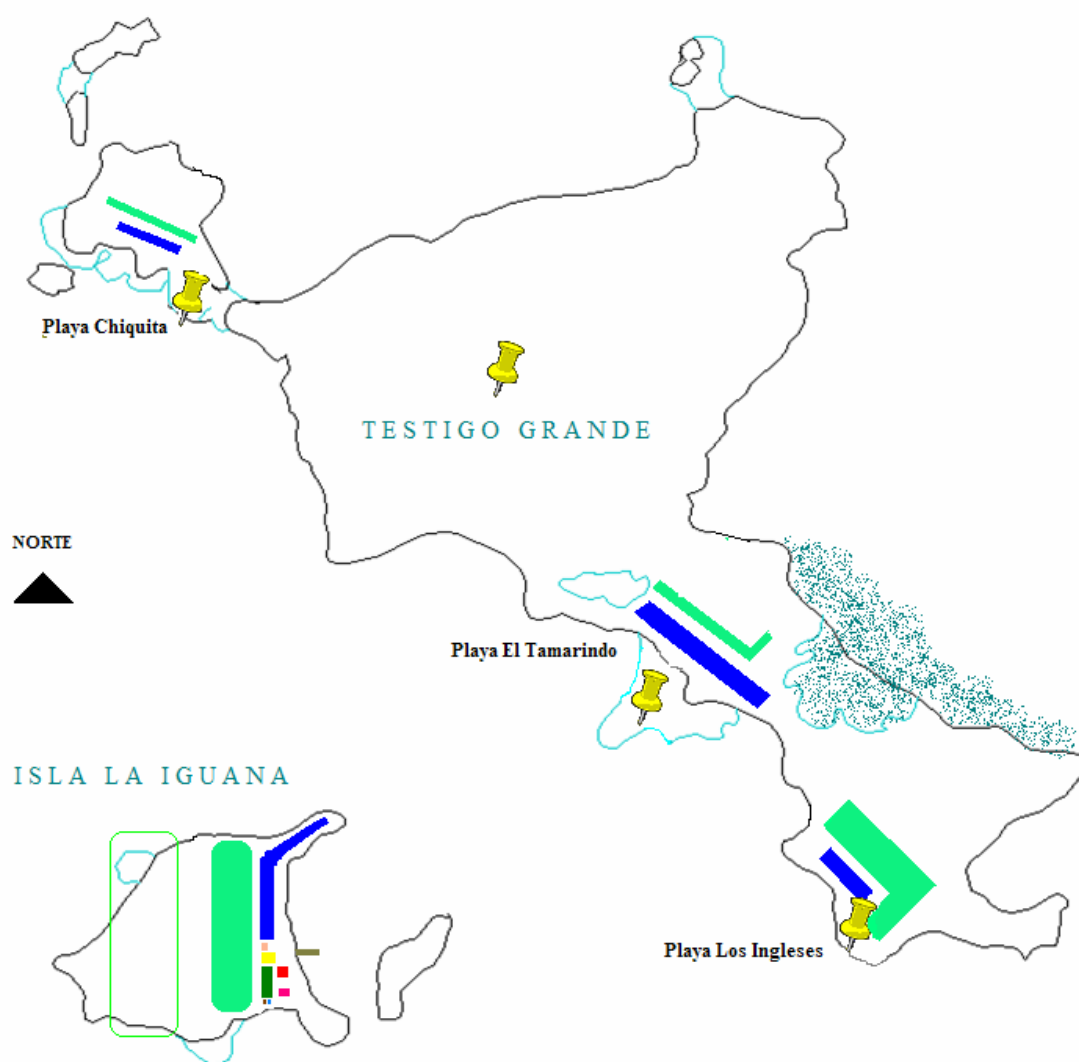 Playa Chiquita
TESTIGO GRANDE
NORTE
Playa El Tamarindo
ISLA LA IGUANA
Playa Los Ingleses